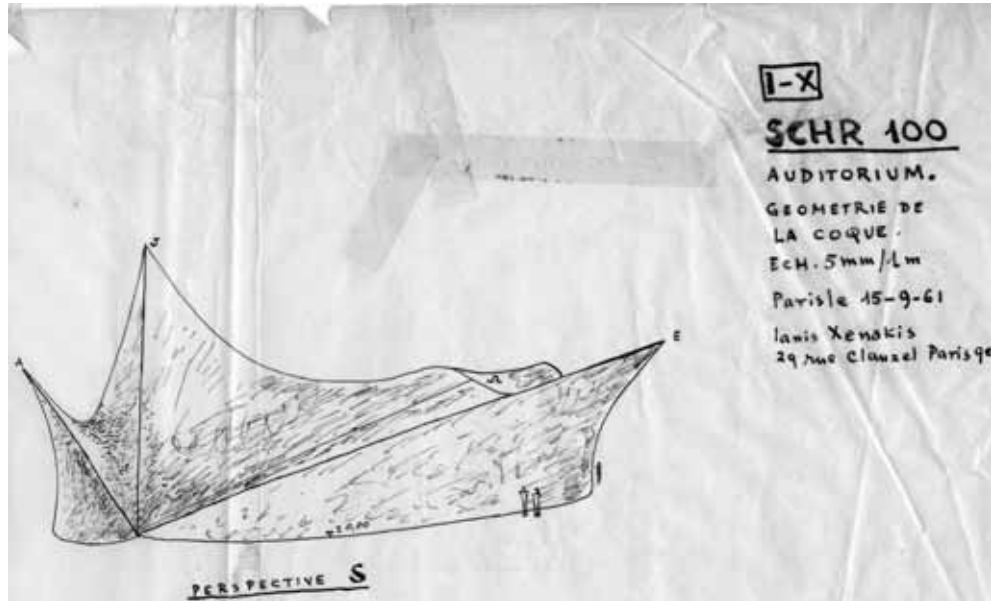 I-X
SCHR 100
AUDITORIUM.
GEOMETRIE DE
LA COQUE.
ECH. 5mm/1m
Paris le 15-9-61
Ianis Xenakis
29 rue Clauzel Paris 9e
J
A
E
PERSPECTIVE S